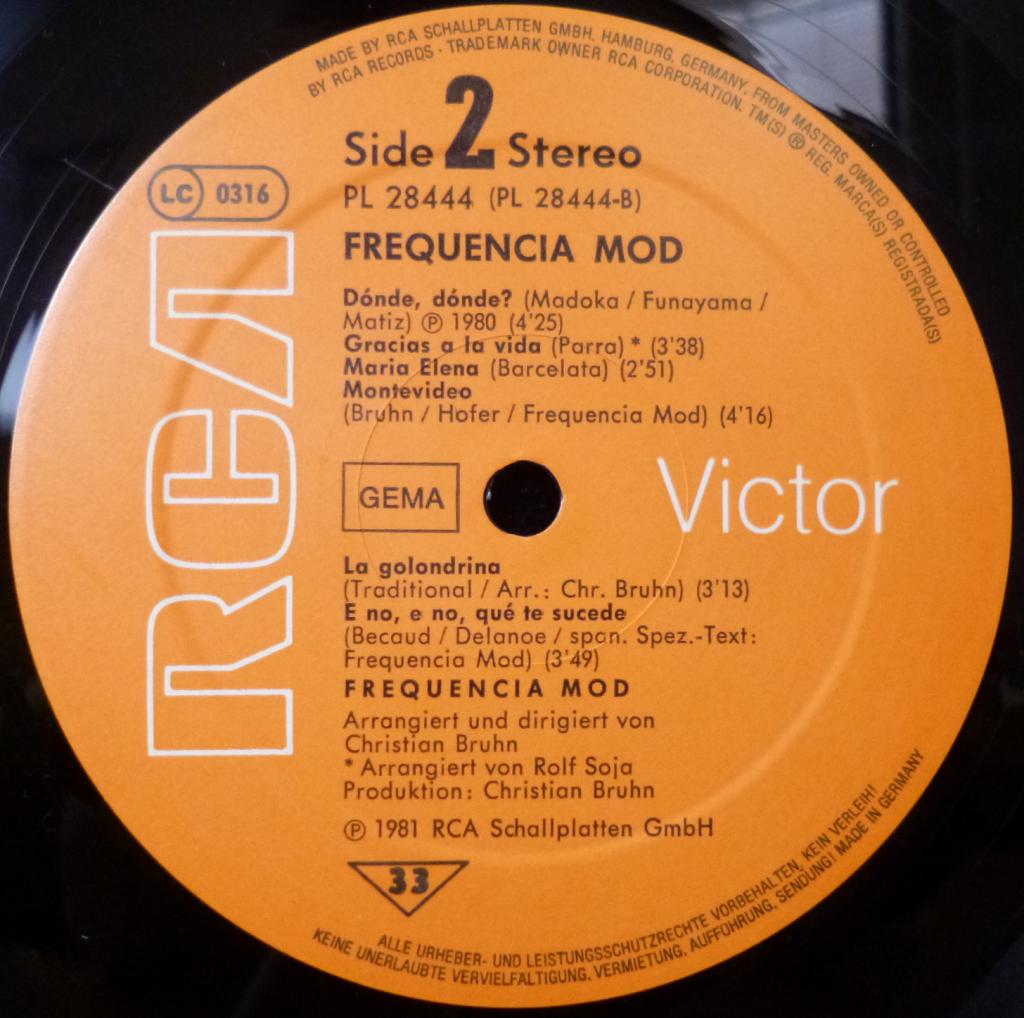 MADE BY RCA SCHALLPLATTEN GMBH, HAMBURG, GERMANY, FROM MASTERS OWNED OR CONTROLLED
BY RCA RECORDS · TRADEMARK OWNER RCA CORPORATION. TM(S) ® REG. MARCA(S) REGISTRADA(S)
Side 2 Stereo
LC 0316
PL 28444 (PL 28444-B)
FREQUENCIA MOD
Dónde, dónde? (Madoka / Funayama /
Matiz) ℗ 1980 (4'25)
Gracias a la vida (Parra) * (3'38)
Maria Elena (Barcelata) (2'51)
Montevideo
(Bruhn / Hofer / Frequencia Mod) (4'16)
RCA
GEMA
Victor
La golondrina
(Traditional / Arr.: Chr. Bruhn) (3'13)
E no, e no, qué te sucede
(Becaud / Delanoe / span. Spez.-Text:
Frequencia Mod) (3'49)
FREQUENCIA MOD
Arrangiert und dirigiert von
Christian Bruhn
* Arrangiert von Rolf Soja
Produktion: Christian Bruhn
℗ 1981 RCA Schallplatten GmbH
33
ALLE URHEBER- UND LEISTUNGSSCHUTZRECHTE VORBEHALTEN, KEIN VERLEIH!
KEINE UNERLAUBTE VERVIELFÄLTIGUNG, VERMIETUNG, AUFFÜHRUNG, SENDUNG! MADE IN GERMANY